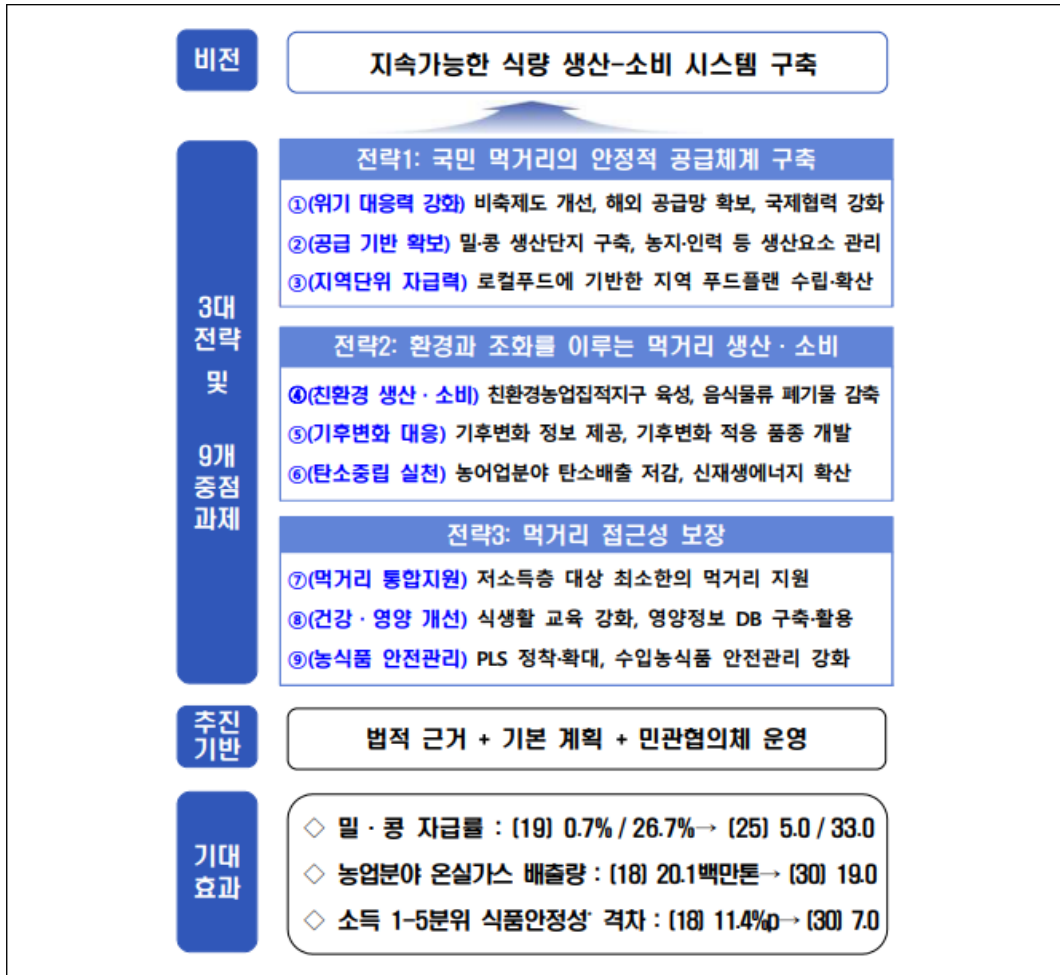 비전
지속가능한 식량 생산-소비 시스템 구축
3대
전략
및
9개
중점
과제
전략1: 국민 먹거리의 안정적 공급체계 구축
①(위기 대응력 강화) 비축제도 개선, 해외 공급망 확보, 국제협력 강화
②(공급 기반 확보) 밀·콩 생산단지 구축, 농지·인력 등 생산요소 관리
③(지역단위 자급력) 로컬푸드에 기반한 지역 푸드플랜 수립·확산
전략2: 환경과 조화를 이루는 먹거리 생산 · 소비
④(친환경 생산 · 소비) 친환경농업집적지구 육성, 음식물류 폐기물 감축
⑤(기후변화 대응) 기후변화 정보 제공, 기후변화 적응 품종 개발
⑥(탄소중립 실천) 농어업분야 탄소배출 저감, 신재생에너지 확산
전략3: 먹거리 접근성 보장
⑦(먹거리 통합지원) 저소득층 대상 최소한의 먹거리 지원
⑧(건강 · 영양 개선) 식생활 교육 강화, 영양정보 DB 구축·활용
⑨(농식품 안전관리) PLS 정착·확대, 수입농식품 안전관리 강화
추진
기반
법적 근거 + 기본 계획 + 민관협의체 운영
기대
효과
◇ 밀 · 콩 자급률 : (19) 0.7% / 26.7%→ (25) 5.0 / 33.0
◇ 농업분야 온실가스 배출량 : (18) 20.1백만톤→ (30) 19.0
◇ 소득 1-5분위 식품안정성* 격차 : (18) 11.4%p→ (30) 7.0